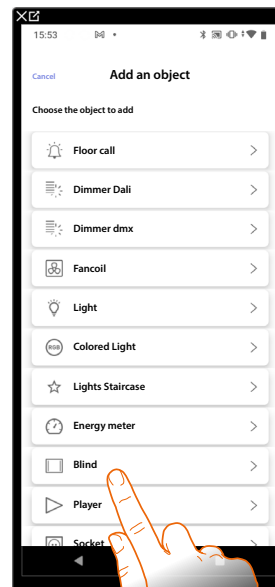 15:53
Cancel Add an object
Choose the object to add
Floor call
Dimmer Dali
Dimmer dmx
Fancoil
Light
RGB Colored Light
Lights Staircase
Energy meter
Blind
Player
Socket